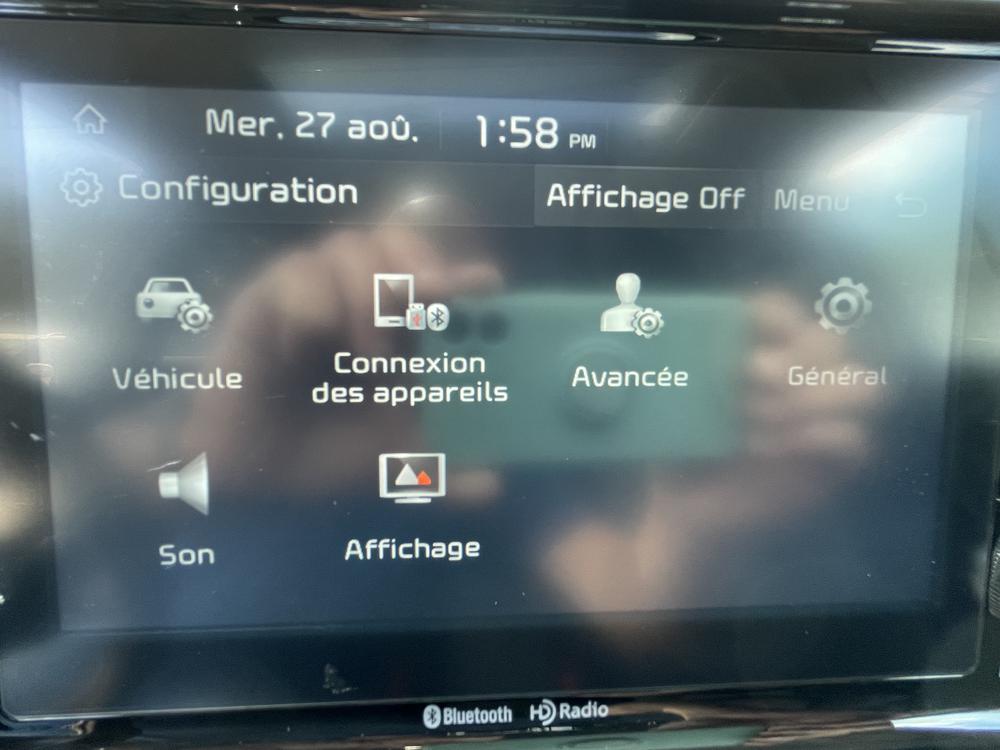 Mer. 27 aoû. 1:58 PM
Configuration Affichage Off Menu
Véhicule
Connexion
des appareils
Avancée
Général
Son
Affichage
Bluetooth HD Radio